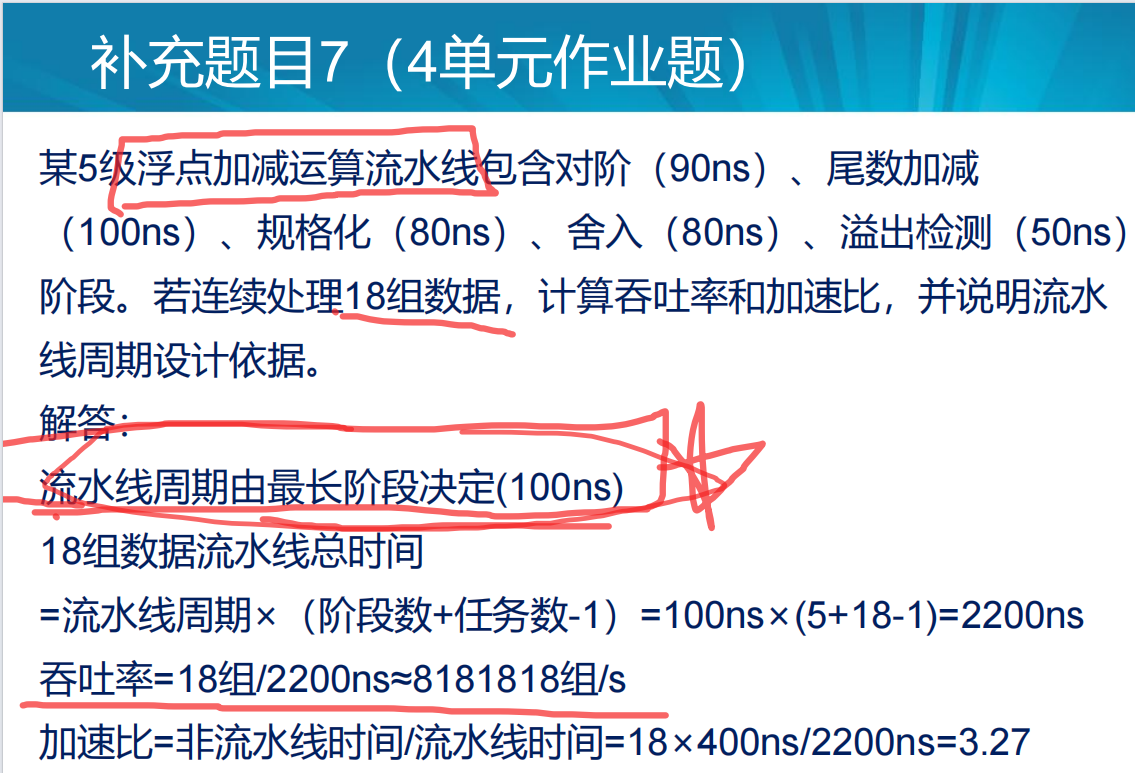 补充题目7（4单元作业题）
某5级浮点加减运算流水线包含对阶（90ns）、尾数加减
（100ns）、规格化（80ns）、舍入（80ns）、溢出检测（50ns）
阶段。若连续处理18组数据，计算吞吐率和加速比，并说明流水
线周期设计依据。
解答：
流水线周期由最长阶段决定(100ns)
18组数据流水线总时间
=流水线周期×（阶段数+任务数-1）=100ns×(5+18-1)=2200ns
吞吐率=18组/2200ns≈8181818组/s
加速比=非流水线时间/流水线时间=18×400ns/2200ns=3.27